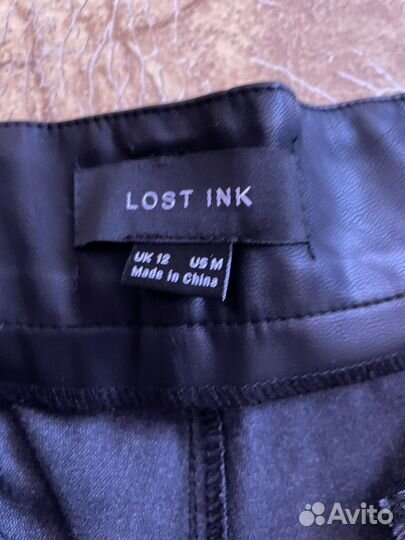 LOST INK
UK 12 US M
Made in China
Avito